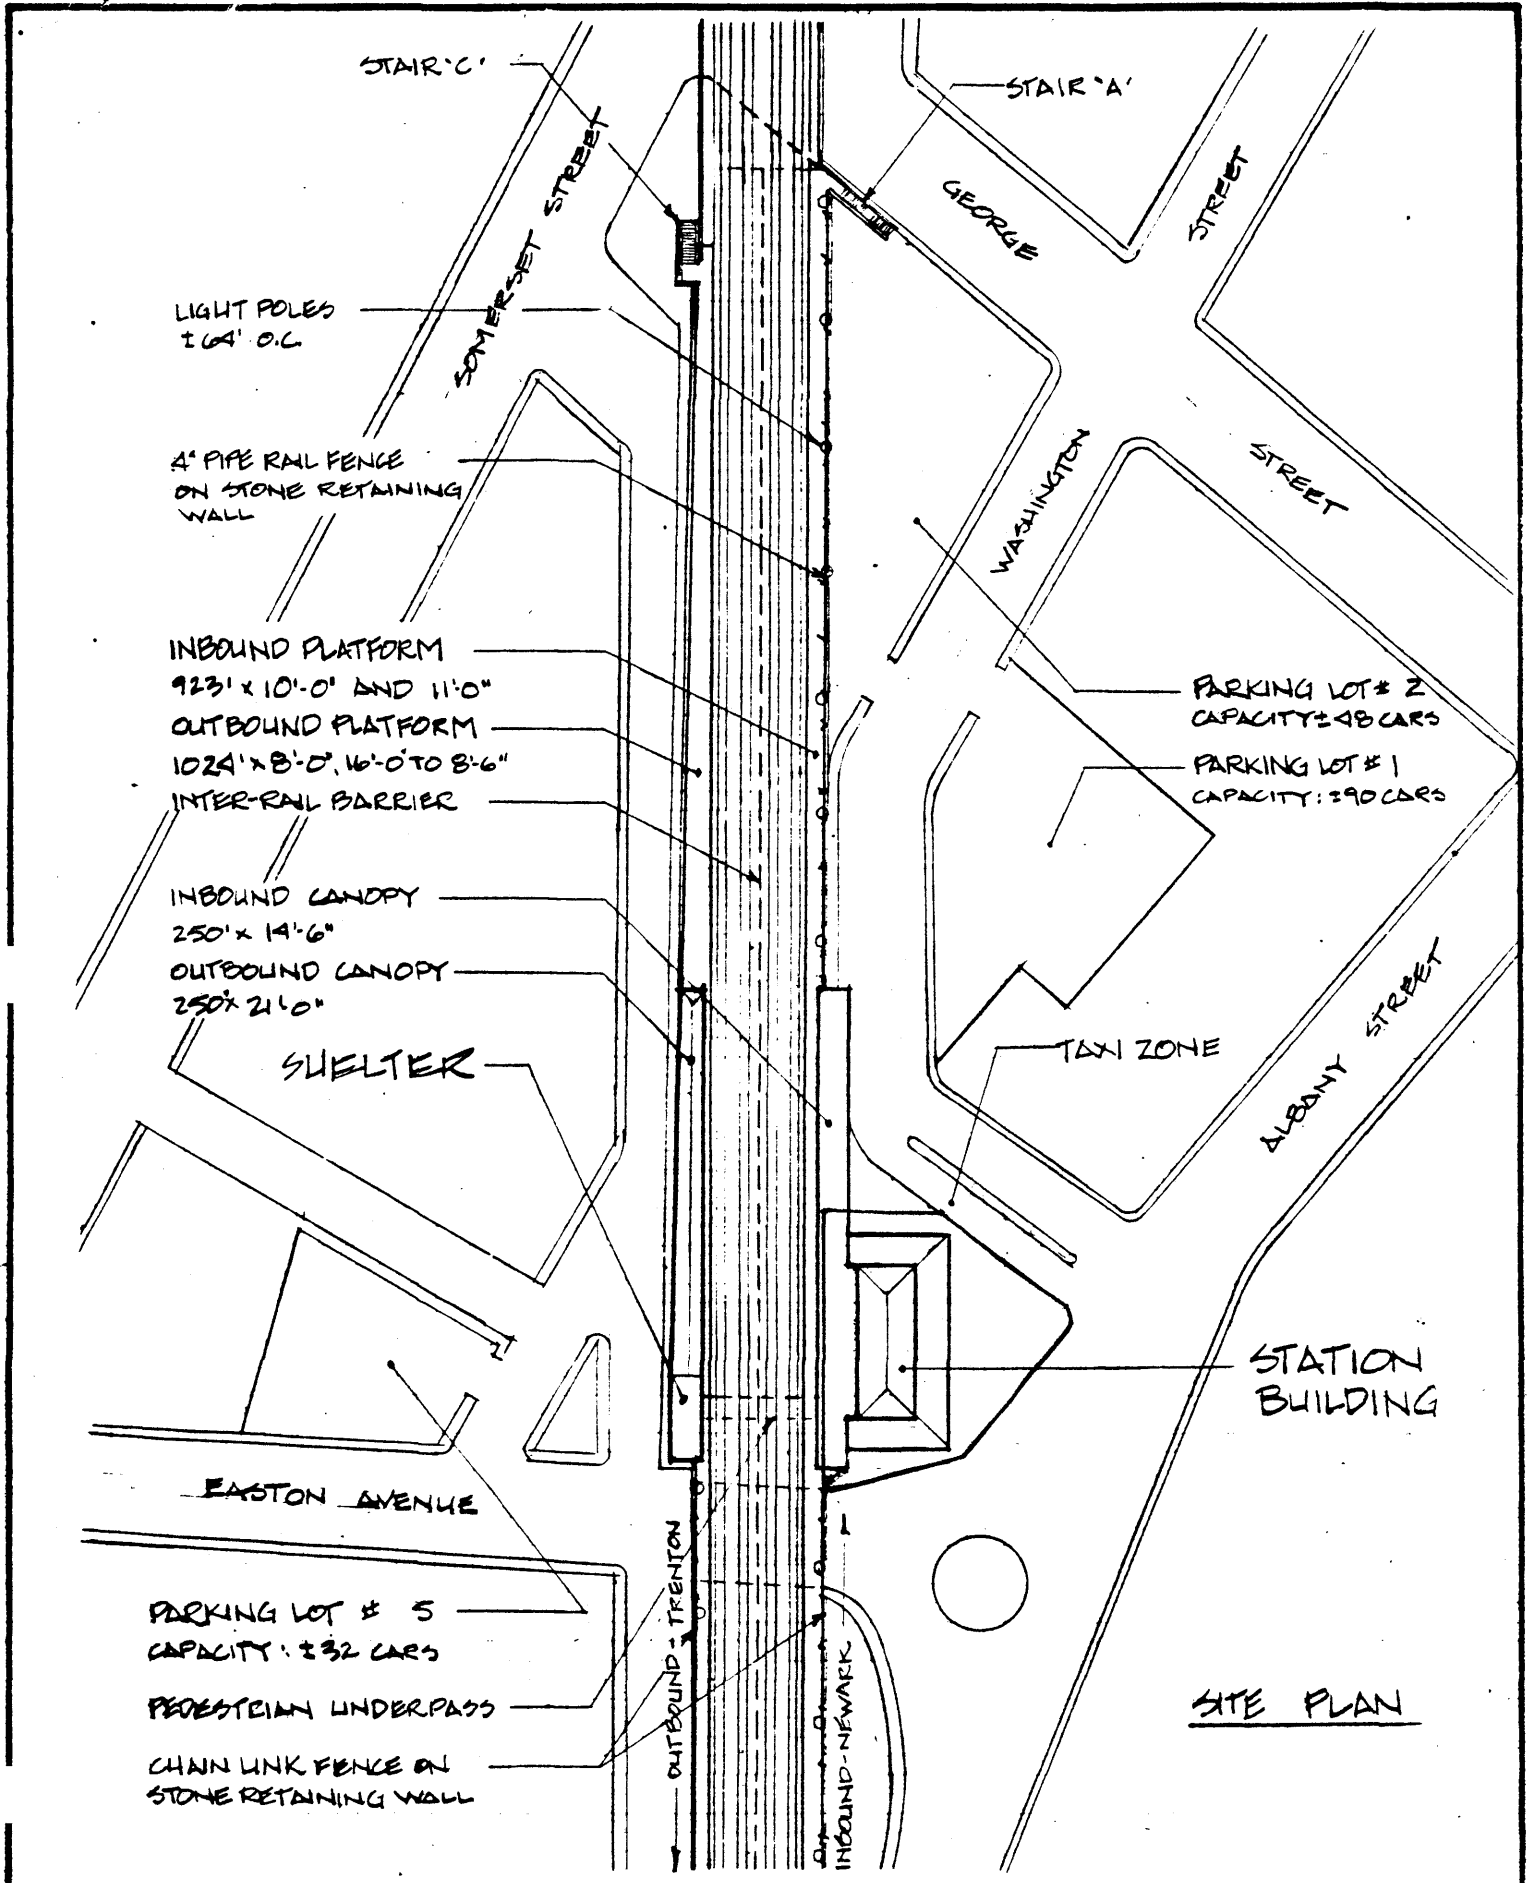 STAIR 'C'
STAIR 'A'
SOMERSET STREET
GEORGE
STREET
LIGHT POLES
±64' O.C.
4" PIPE RAIL FENCE
ON STONE RETAINING
WALL
WASHINGTON
STREET
INBOUND PLATFORM
923' x 10'-0" AND 11'0"
OUTBOUND PLATFORM
1024' x 8'-0", 16'-0" TO 8'-6"
INTER-RAIL BARRIER
PARKING LOT # 2
CAPACITY ± 48 CARS
PARKING LOT # 1
CAPACITY: ±90 CARS
INBOUND CANOPY
250' x 14'-6"
OUTBOUND CANOPY
250' x 21'-0"
SHELTER
TAXI ZONE
ALBANY STREET
STATION
BUILDING
EASTON AVENUE
OUTBOUND - TRENTON
INBOUND - NEWARK
PARKING LOT # 5
CAPACITY: ±32 CARS
PEDESTRIAN UNDERPASS
CHAIN LINK FENCE ON
STONE RETAINING WALL
SITE PLAN